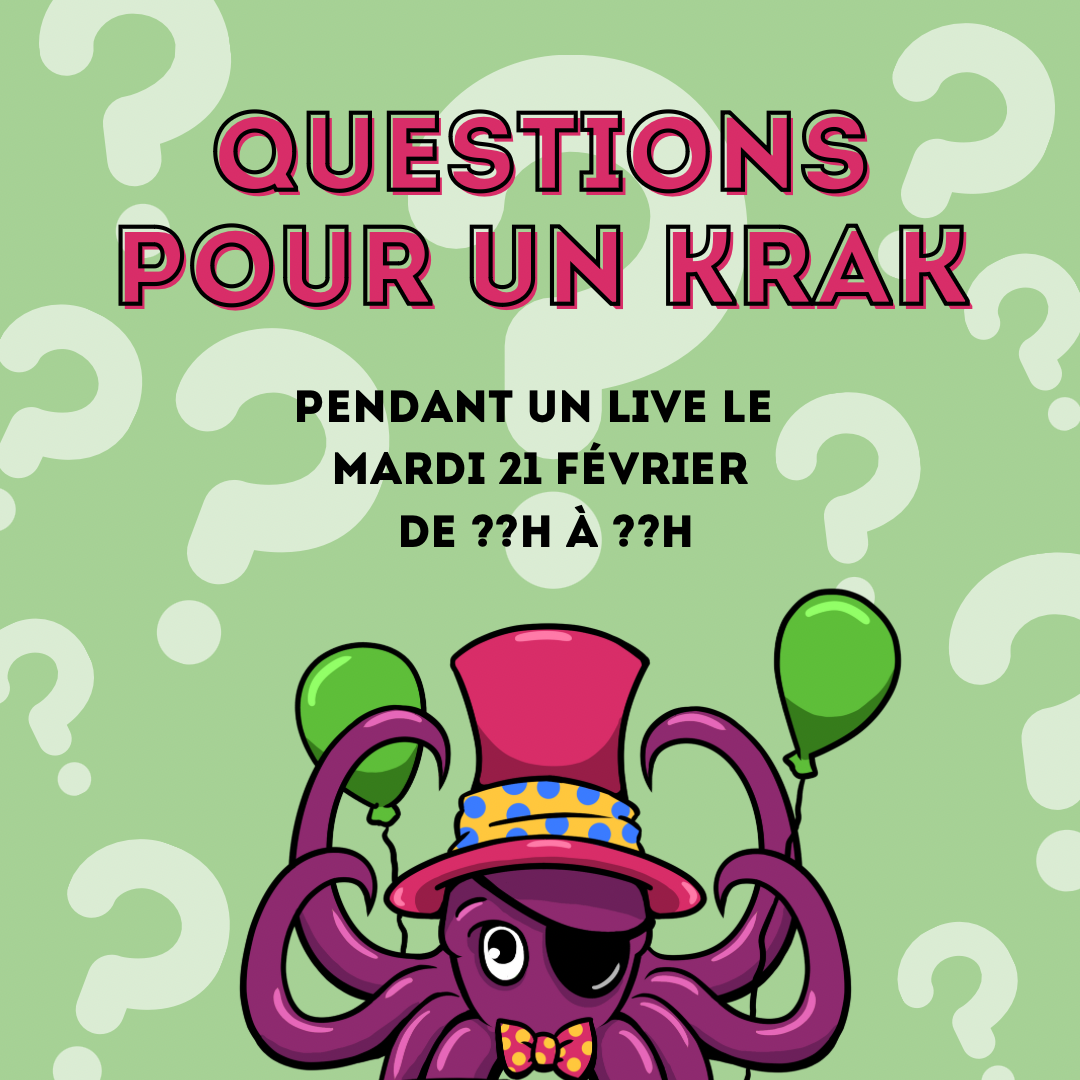 QUESTIONS
POUR UN KRAK
PENDANT UN LIVE LE
MARDI 21 FÉVRIER
DE ??H À ??H